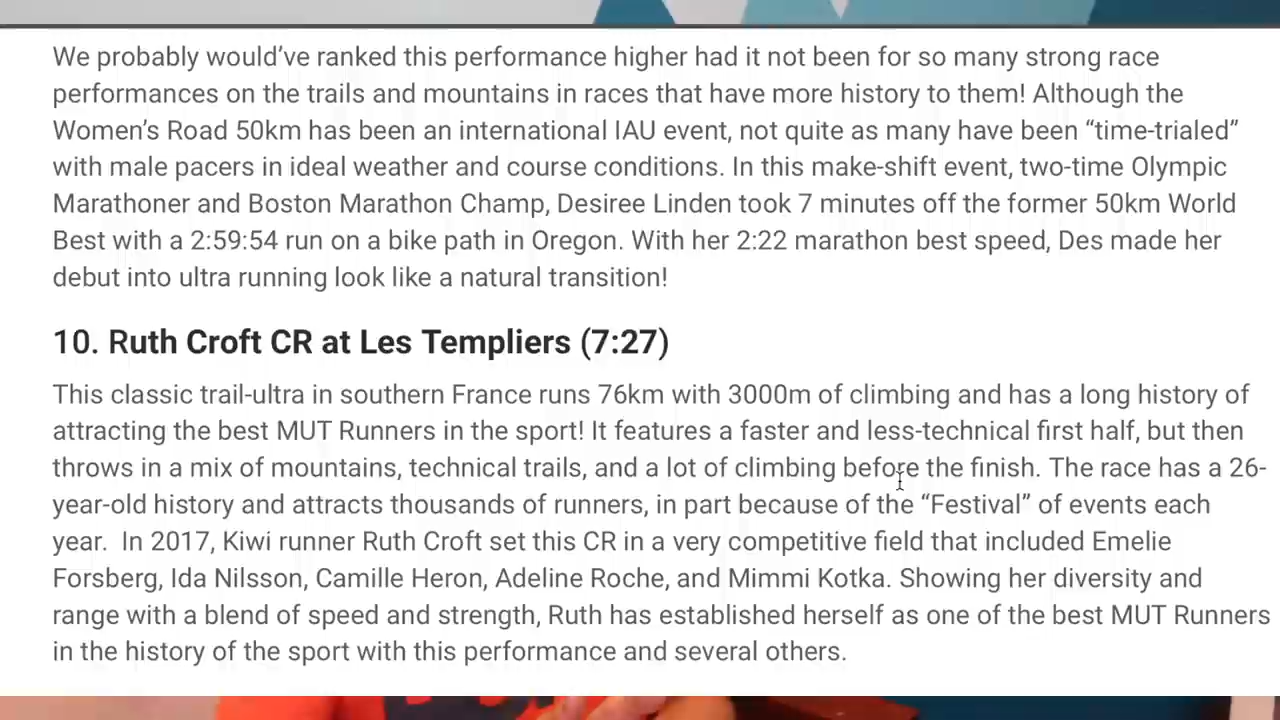 We probably would’ve ranked this performance higher had it not been for so many strong race
performances on the trails and mountains in races that have more history to them! Although the
Women’s Road 50km has been an international IAU event, not quite as many have been “time-trialed”
with male pacers in ideal weather and course conditions. In this make-shift event, two-time Olympic
Marathoner and Boston Marathon Champ, Desiree Linden took 7 minutes off the former 50km World
Best with a 2:59:54 run on a bike path in Oregon. With her 2:22 marathon best speed, Des made her
debut into ultra running look like a natural transition!
10. Ruth Croft CR at Les Templiers (7:27)
This classic trail-ultra in southern France runs 76km with 3000m of climbing and has a long history of
attracting the best MUT Runners in the sport! It features a faster and less-technical first half, but then
throws in a mix of mountains, technical trails, and a lot of climbing before the finish. The race has a 26-
year-old history and attracts thousands of runners, in part because of the “Festival” of events each
year.  In 2017, Kiwi runner Ruth Croft set this CR in a very competitive field that included Emelie
Forsberg, Ida Nilsson, Camille Heron, Adeline Roche, and Mimmi Kotka. Showing her diversity and
range with a blend of speed and strength, Ruth has established herself as one of the best MUT Runners
in the history of the sport with this performance and several others.